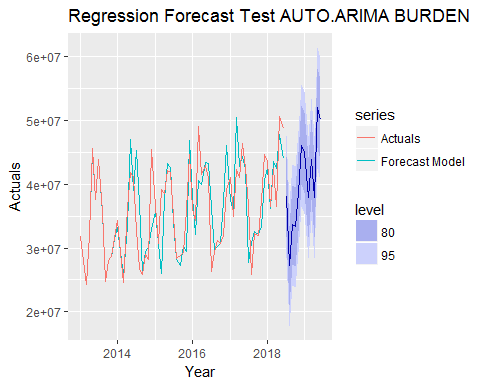 Regression Forecast Test AUTO.ARIMA BURDEN
6e+07
5e+07
4e+07
3e+07
2e+07
Actuals
2014
2016
2018
Year
series
Actuals
Forecast Model
level
80
95